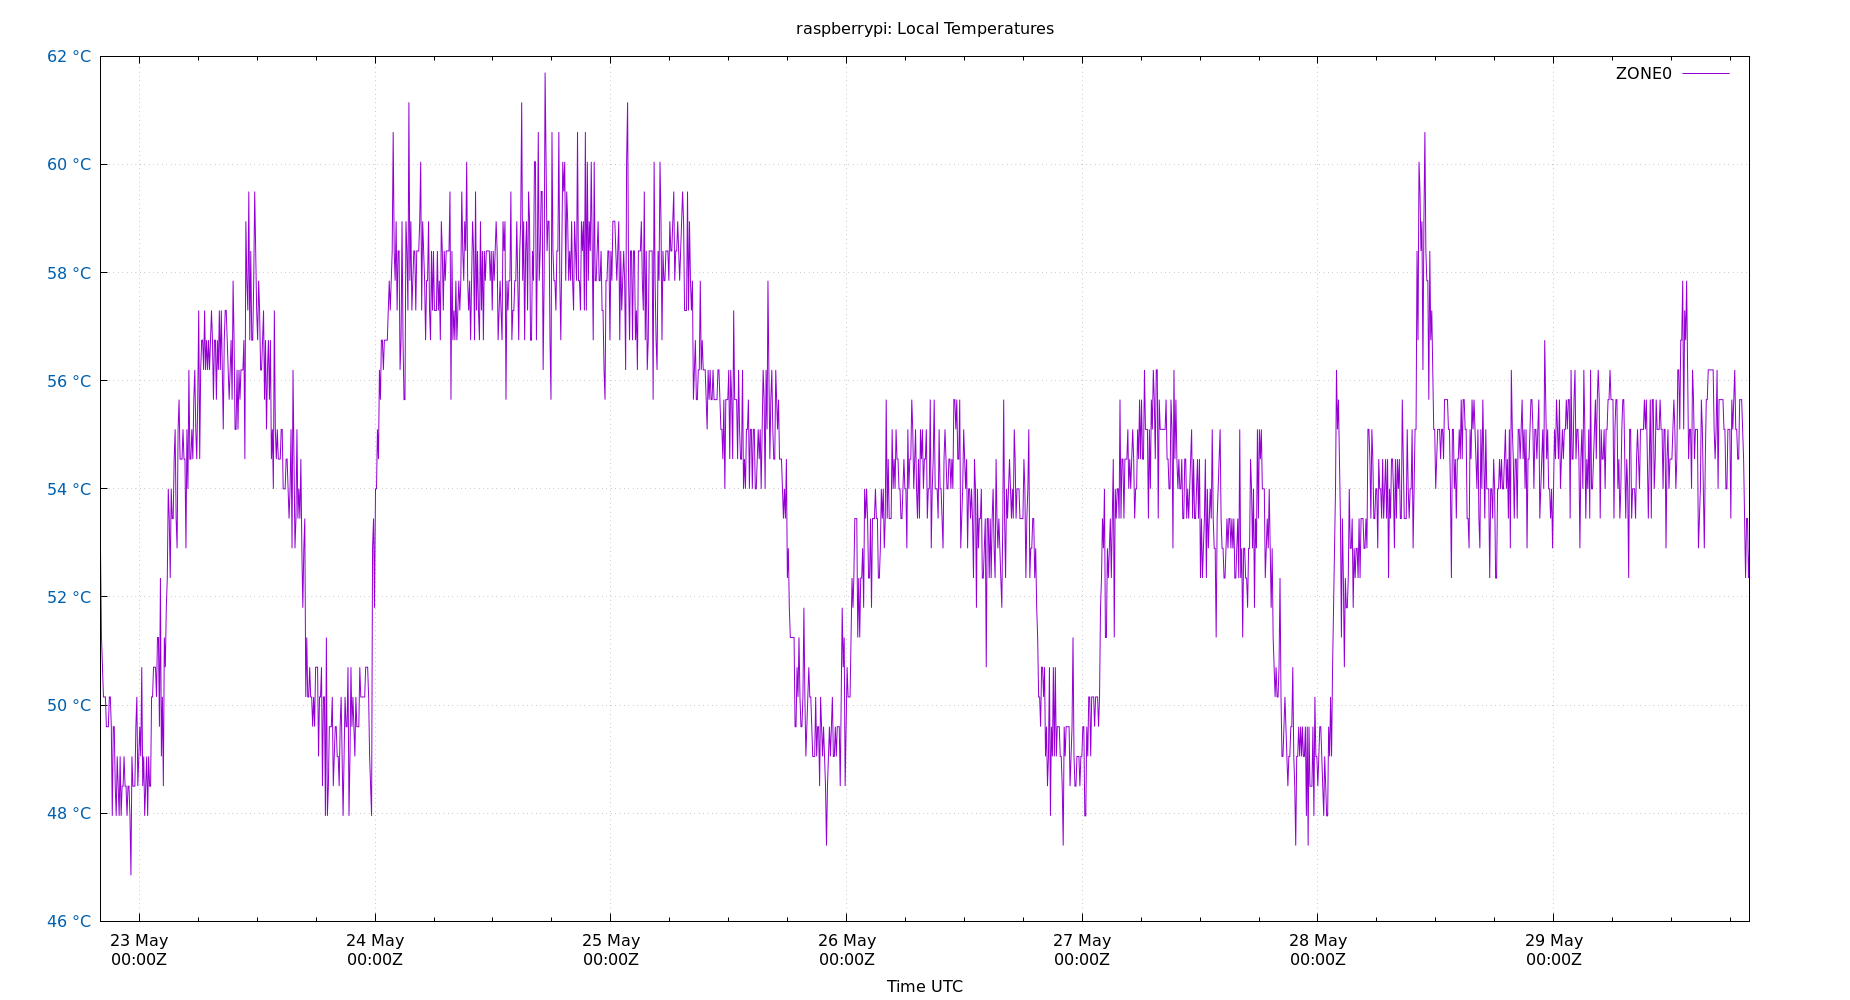 raspberrypi: Local Temperatures
62 °C
ZONE0
60 °C
58 °C
56 °C
54 °C
52 °C
50 °C
48 °C
46 °C
23 May 24 May 25 May 26 May 27 May 28 May 29 May
00:00Z 00:00Z 00:00Z 00:00Z 00:00Z 00:00Z 00:00Z
Time UTC